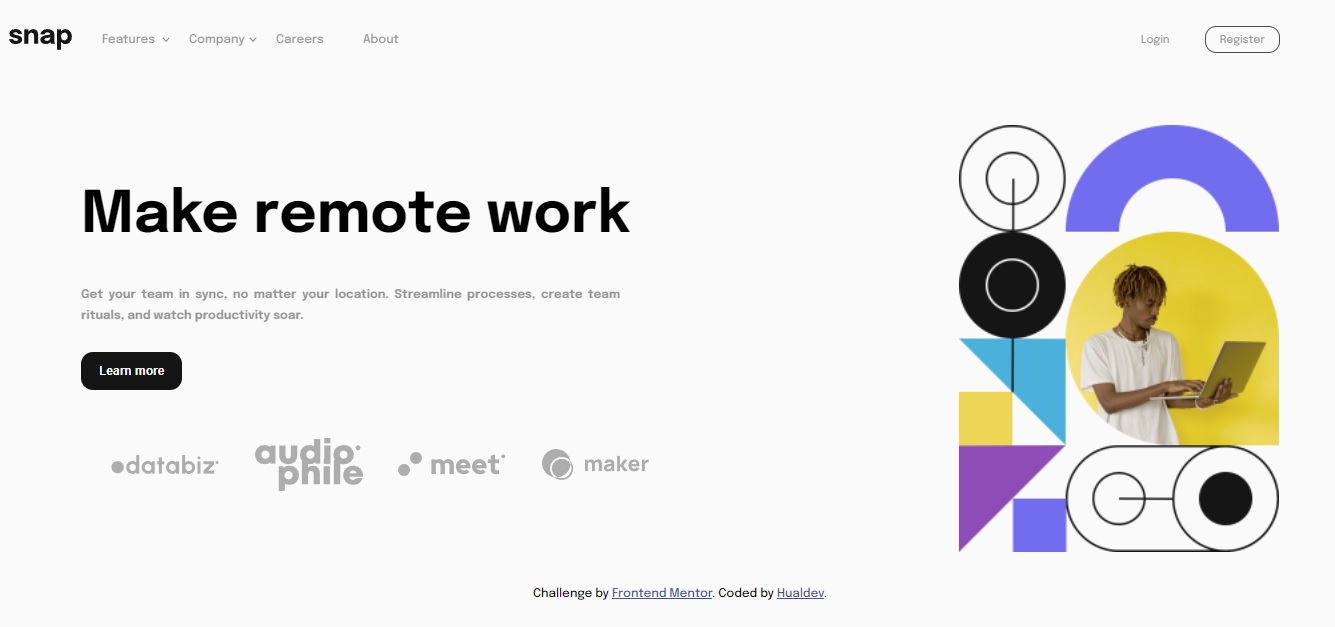 snap Features Company Careers About Login Register
Make remote work
Get your team in sync, no matter your location. Streamline processes, create team
rituals, and watch productivity soar.
Learn more
databiz audiophile meet maker
Challenge by Frontend Mentor. Coded by Hualdev.